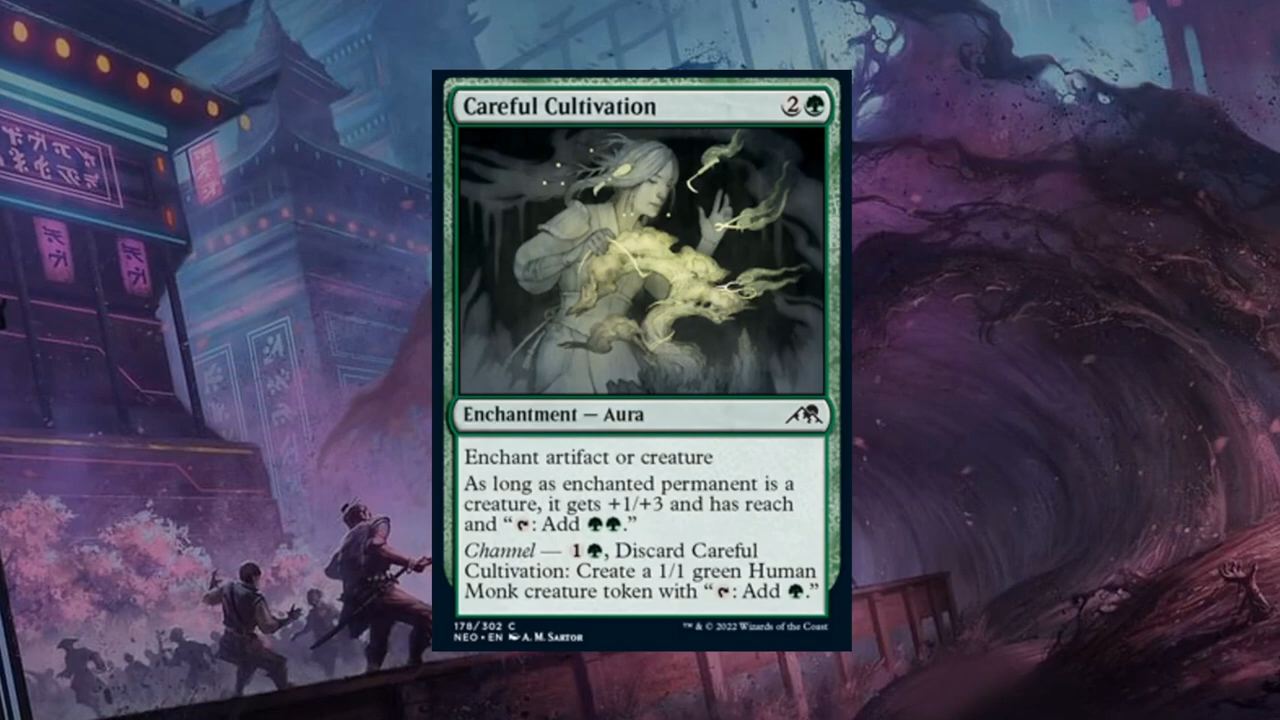 Careful Cultivation 2
Enchantment — Aura
Enchant artifact or creature
As long as enchanted permanent is a
creature, it gets +1/+3 and has reach
and “: Add .”
Channel — 1, Discard Careful
Cultivation: Create a 1/1 green Human
Monk creature token with “: Add .”
178/302 C
NEO • EN A. M. Sartor
™ & © 2022 Wizards of the Coast